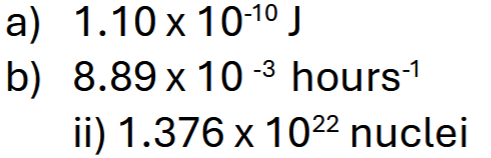 a) 1.10 x 10⁻¹⁰ J
b) 8.89 x 10 ⁻³ hours⁻¹
ii) 1.376 x 10²² nuclei